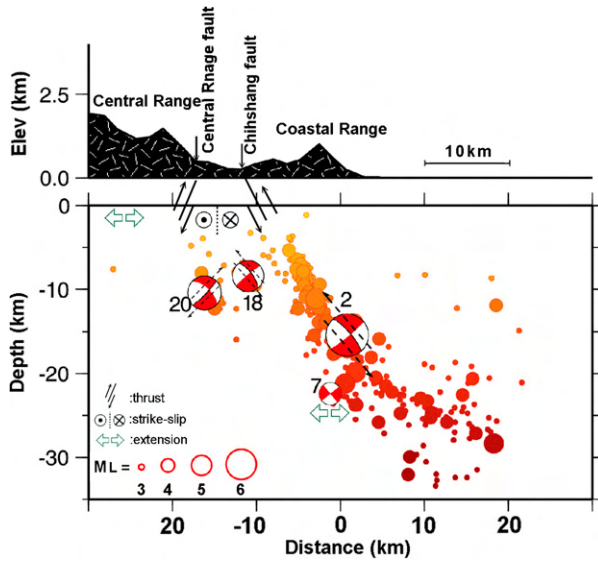 Elev (km)
2.5
0.0
Central Range
Central Rnage fault
Chihshang fault
Coastal Range
10km
Depth (km)
0
-10
-20
-30
20
18
2
7
:thrust
:strike-slip
:extension
ML =
3 4 5 6
20 -10 0 10 20
Distance (km)